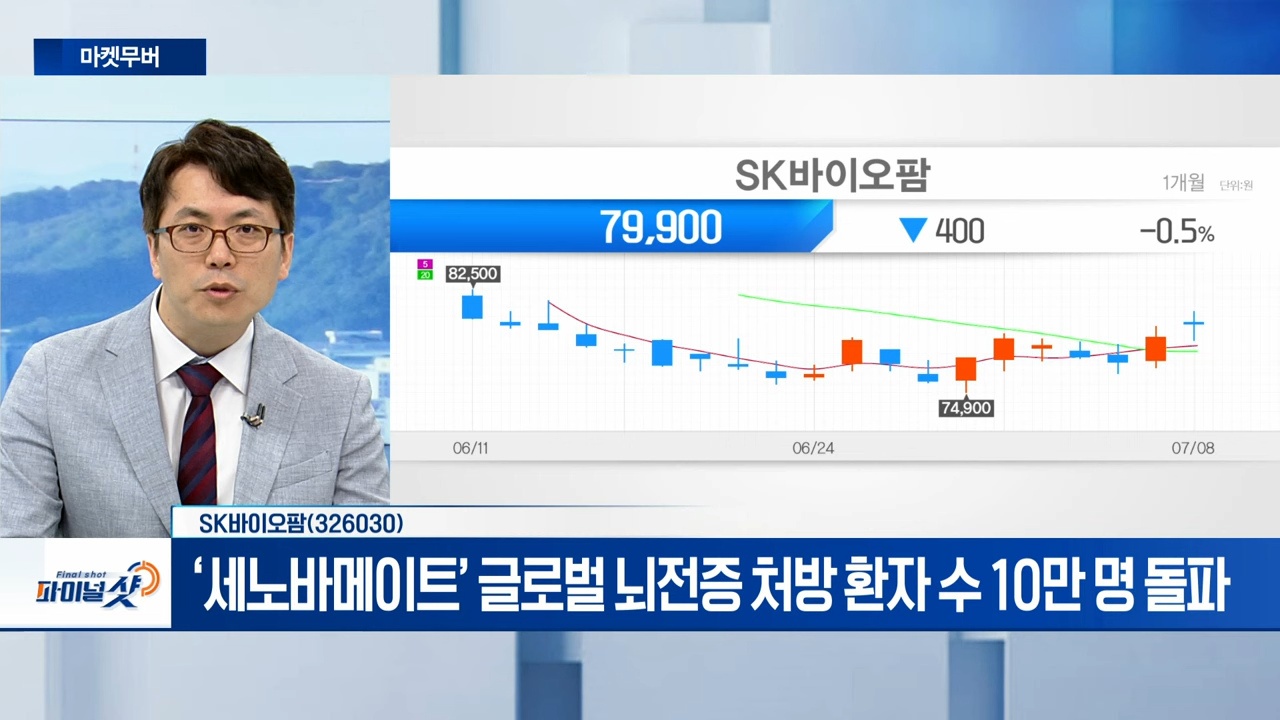 마켓무버
SK바이오팜
1개월 단위:원
79,900 ▼400 -0.5%
5
20
82,500
74,900
06/11 06/24 07/08
SK바이오팜(326030)
Final shot
파이널샷
‘세노바메이트’ 글로벌 뇌전증 처방 환자 수 10만 명 돌파